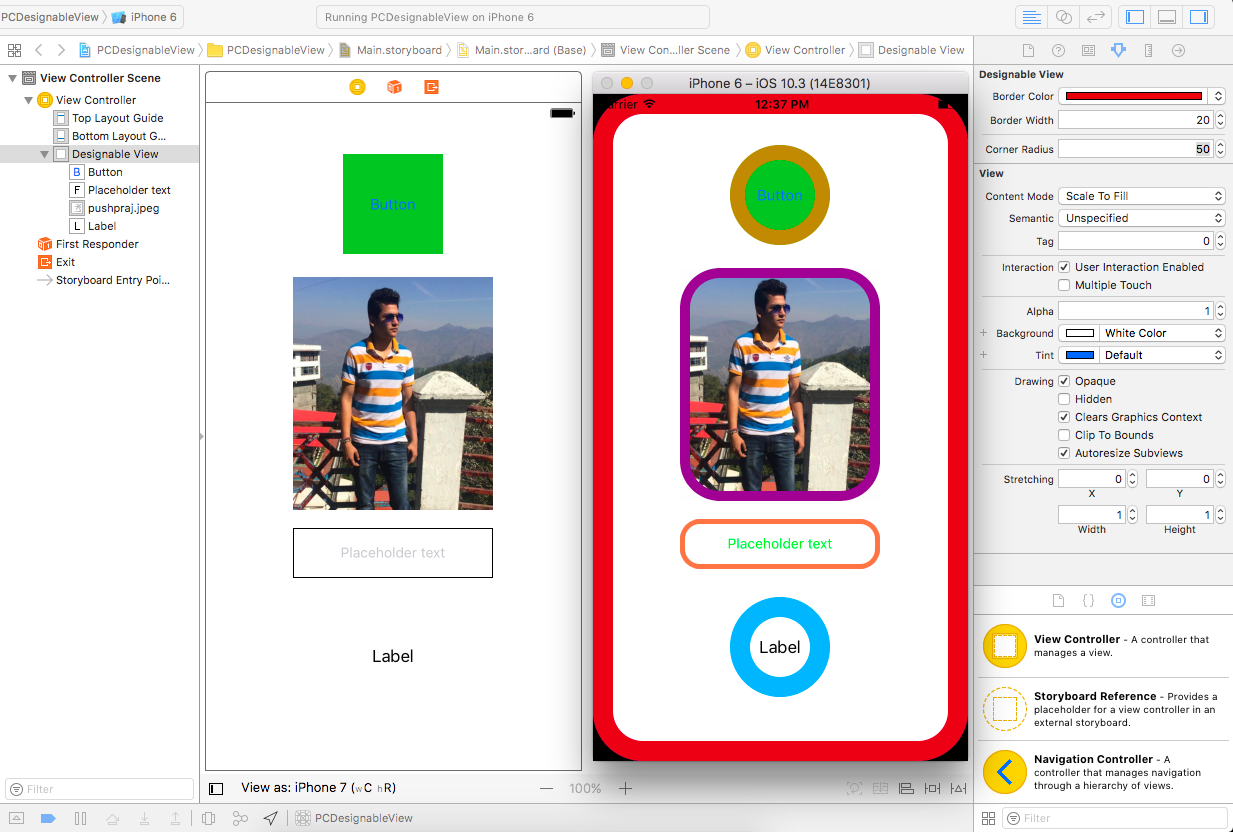 PCDesignableView
iPhone 6
Running PCDesignableView on iPhone 6
PCDesignableView
PCDesignableView
Main.storyboard
Main.stor...ard (Base)
View Con...ller Scene
View Controller
Designable View
View Controller Scene
View Controller
Top Layout Guide
Bottom Layout G...
Designable View
B Button
F Placeholder text
pushpraj.jpeg
L Label
First Responder
Exit
Storyboard Entry Poi...
Filter
Button
Placeholder text
Label
View as: iPhone 7 (wC hR)
100%
PCDesignableView
iPhone 6 – iOS 10.3 (14E8301)
rrier
12:37 PM
Button
Placeholder text
Label
Designable View
Border Color
Border Width 20
Corner Radius 50
View
Content Mode Scale To Fill
Semantic Unspecified
Tag 0
Interaction User Interaction Enabled
Multiple Touch
Alpha 1
Background White Color
Tint Default
Drawing Opaque
Hidden
Clears Graphics Context
Clip To Bounds
Autoresize Subviews
Stretching 0 0
X Y
1 1
Width Height
View Controller - A controller that
manages a view.
Storyboard Reference - Provides a
placeholder for a view controller in an
external storyboard.
Navigation Controller - A
controller that manages navigation
through a hierarchy of views.
Filter